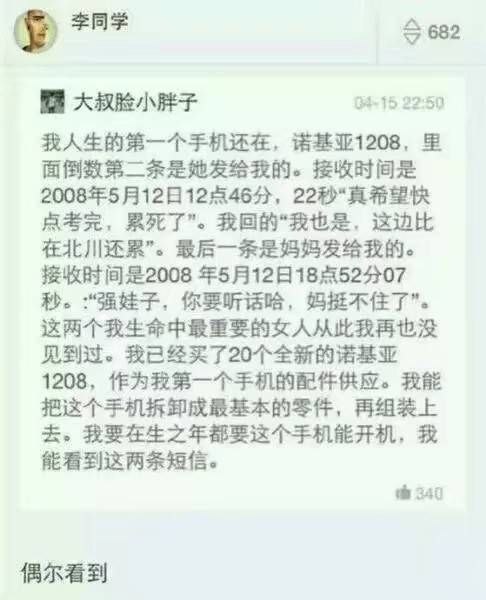 李同学
682
大叔脸小胖子
04-15 22:50
我人生的第一个手机还在，诺基亚1208，里
面倒数第二条是她发给我的。接收时间是
2008年5月12日12点46分，22秒“真希望快
点考完，累死了”。我回的“我也是，这边比
在北川还累”。最后一条是妈妈发给我的。
接收时间是2008 年5月12日18点52分07
秒。:“强娃子，你要听话哈，妈挺不住了”。
这两个我生命中最重要的女人从此我再也没
见到过。我已经买了20个全新的诺基亚
1208，作为我第一个手机的配件供应。我能
把这个手机拆卸成最基本的零件，再组装上
去。我要在生之年都要这个手机能开机，我
能看到这两条短信。
340
偶尔看到